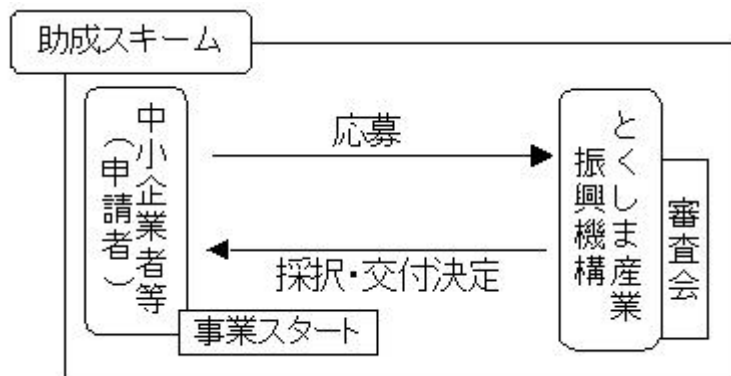 助成スキーム
中小企業者等
（申請者）
応募
とくしま産業
振興機構
審査会
採択・交付決定
事業スタート